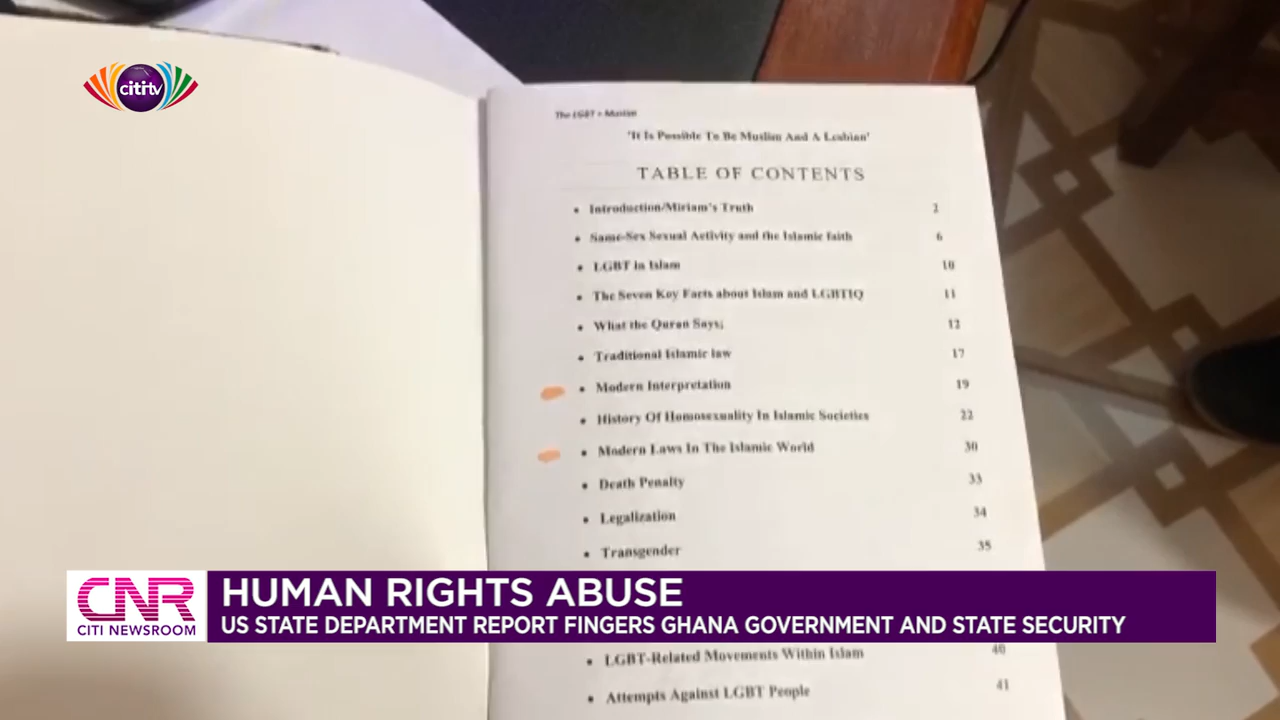 citi tv
The LGBT + Muslim
'It Is Possible To Be Muslim And A Lesbian'
TABLE OF CONTENTS
• Introduction/Miriam's Truth
• Same-Sex Sexual Activity and the Islamic faith 6
• LGBT in Islam 10
• The Seven Key Facts about Islam and LGBTIQ 11
• What the Quran Says; 12
• Traditional Islamic law 17
• Modern Interpretation 19
• History Of Homosexuality In Islamic Societies 22
• Modern Laws In The Islamic World 30
• Death Penalty 33
• Legalization 34
• Transgender 35
CNR
CITI NEWSROOM
HUMAN RIGHTS ABUSE
US STATE DEPARTMENT REPORT FINGERS GHANA GOVERNMENT AND STATE SECURITY
• LGBT-Related Movements Within Islam 40
• Attempts Against LGBT People 41